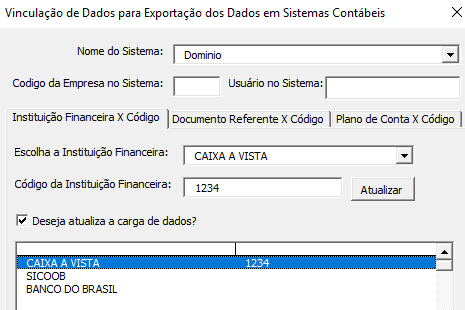 Vinculação de Dados para Exportação dos Dados em Sistemas Contábeis
Nome do Sistema: Dominio
Codigo da Empresa no Sistema: Usuário no Sistema:
Instituição Financeira X Código Documento Referente X Código Plano de Conta X Código
Escolha a Instituição Financeira: CAIXA A VISTA
Código da Instituição Financeira: 1234 Atualizar
Deseja atualiza a carga de dados?
CAIXA A VISTA 1234
SICOOB
BANCO DO BRASIL